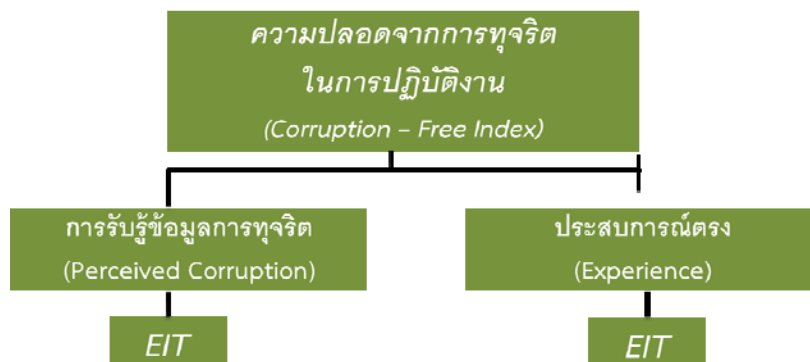 ความปลอดจากการทุจริต
ในการปฏิบัติงาน
(Corruption – Free Index)
การรับรู้ข้อมูลการทุจริต
(Perceived Corruption)
ประสบการณ์ตรง
(Experience)
EIT
EIT